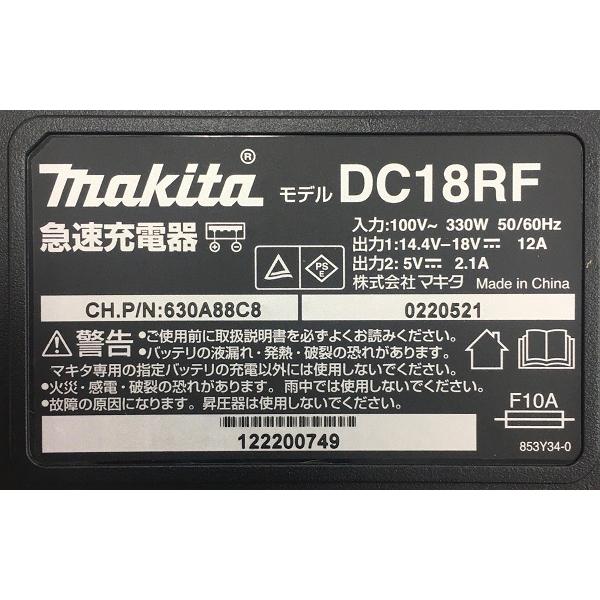 makita®
モデル DC18RF
急速充電器
入力:100V~ 330W 50/60Hz
出力1:14.4V-18V⎓ 12A
出力2: 5V⎓ 2.1A
株式会社 マキタ Made in China
PS
E
CH.P/N:630A88C8
0220521
⚠警告
●ご使用前に取扱説明書を必ずよくお読みください。
●バッテリの液漏れ・発熱・破裂の恐れがあります。
マキタ専用の指定バッテリの充電以外には使用しないでください。
●火災・感電・破裂の恐れがあります。雨中では使用しないでください。
●故障の原因になります。昇圧器は使用しないでください。
F10A
853Y34-0
122200749